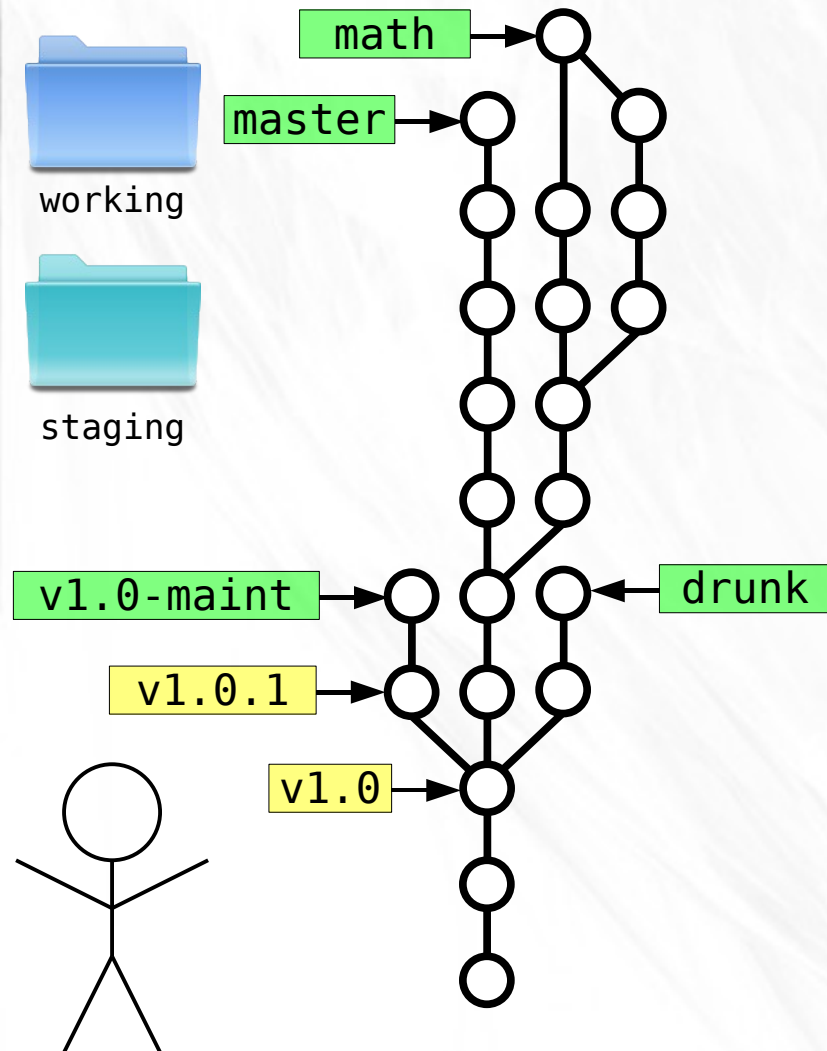 math
master
working
staging
v1.0-maint
drunk
v1.0.1
v1.0